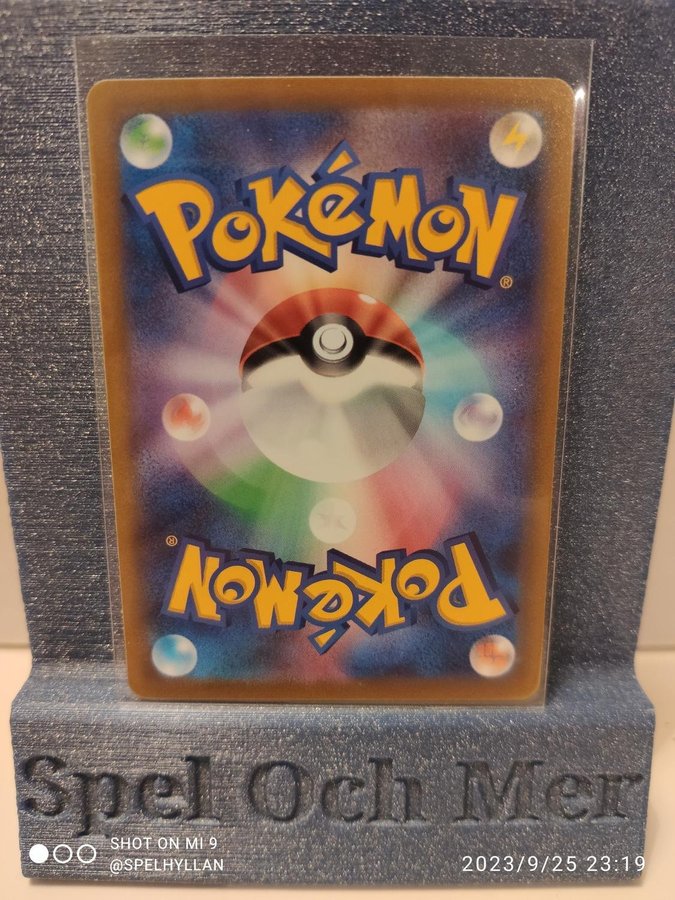 POKéMON
®
®
POKéMON
Spel Och Mer
SHOT ON MI 9
@SPELHYLLAN
2023/9/25 23:19